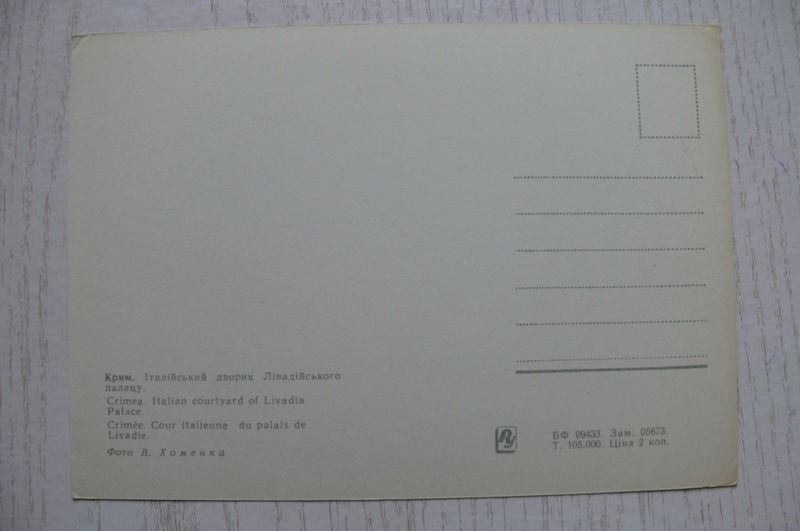 Крим. Італійський дворик Лівадійського
палацу.
Crimea. Italian courtyard of Livadia
Palace.
Crimée. Cour italienne du palais de
Livadie.
Фото В. Хоменка
БФ 09433. Зам. 05673.
Т. 105.000. Ціна 2 коп.